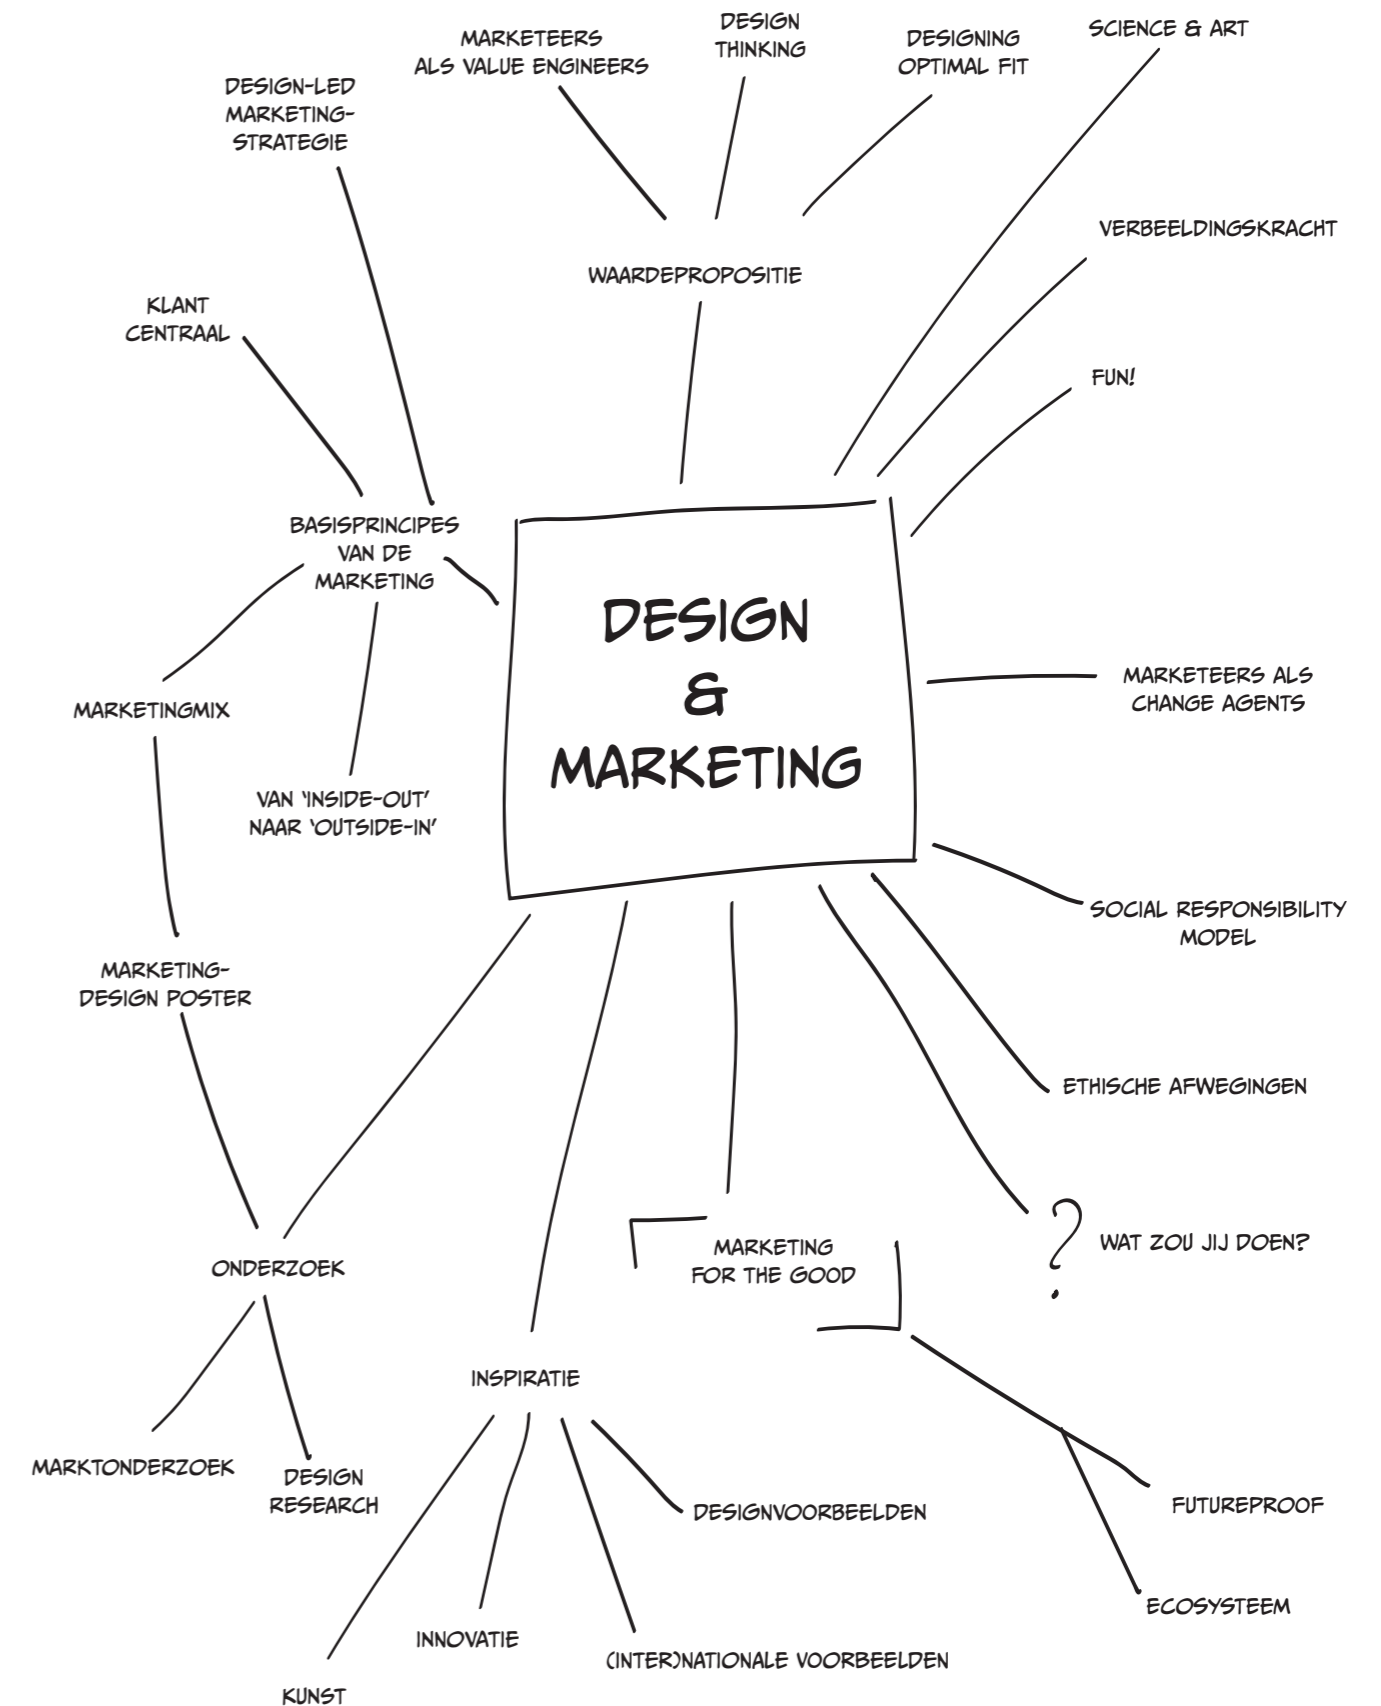 DESIGN
THINKING
SCIENCE & ART
MARKETEERS
ALS VALUE ENGINEERS
DESIGNING
OPTIMAL FIT
DESIGN-LED
MARKETING-
STRATEGIE
VERBEELDINGSKRACHT
WAARDEPROPOSITIE
KLANT
CENTRAAL
FUN!
BASISPRINCIPES
VAN DE
MARKETING
DESIGN
&
MARKETING
MARKETEERS ALS
CHANGE AGENTS
MARKETINGMIX
VAN ‘INSIDE-OUT’
NAAR ‘OUTSIDE-IN’
SOCIAL RESPONSIBILITY
MODEL
MARKETING-
DESIGN POSTER
ETHISCHE AFWEGINGEN
?
WAT ZOU JIJ DOEN?
MARKETING
FOR THE GOOD
ONDERZOEK
INSPIRATIE
MARKTONDERZOEK
DESIGN
RESEARCH
DESIGNVOORBEELDEN
FUTUREPROOF
ECOSYSTEEM
INNOVATIE
(INTER)NATIONALE VOORBEELDEN
KUNST